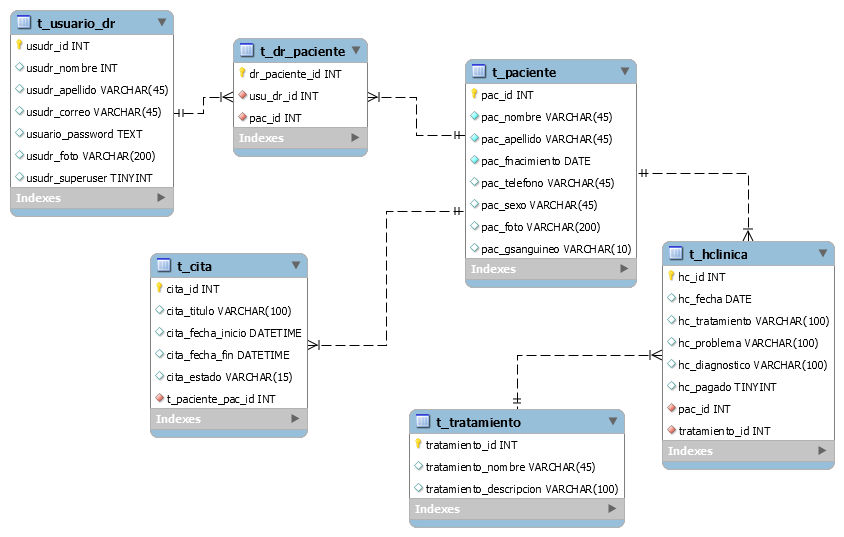 t_usuario_dr
usudr_id INT
usudr_nombre INT
usudr_apellido VARCHAR(45)
usudr_correo VARCHAR(45)
usuario_password TEXT
usudr_foto VARCHAR(200)
usudr_superuser TINYINT
Indexes
t_dr_paciente
dr_paciente_id INT
usu_dr_id INT
pac_id INT
Indexes
t_paciente
pac_id INT
pac_nombre VARCHAR(45)
pac_apellido VARCHAR(45)
pac_fnacimiento DATE
pac_telefono VARCHAR(45)
pac_sexo VARCHAR(45)
pac_foto VARCHAR(200)
pac_gsanguineo VARCHAR(10)
Indexes
t_cita
cita_id INT
cita_titulo VARCHAR(100)
cita_fecha_inicio DATETIME
cita_fecha_fin DATETIME
cita_estado VARCHAR(15)
t_paciente_pac_id INT
Indexes
t_hclinica
hc_id INT
hc_fecha DATE
hc_tratamiento VARCHAR(100)
hc_problema VARCHAR(100)
hc_diagnostico VARCHAR(100)
hc_pagado TINYINT
pac_id INT
tratamiento_id INT
Indexes
t_tratamiento
tratamiento_id INT
tratamiento_nombre VARCHAR(45)
tratamiento_descripcion VARCHAR(100)
Indexes